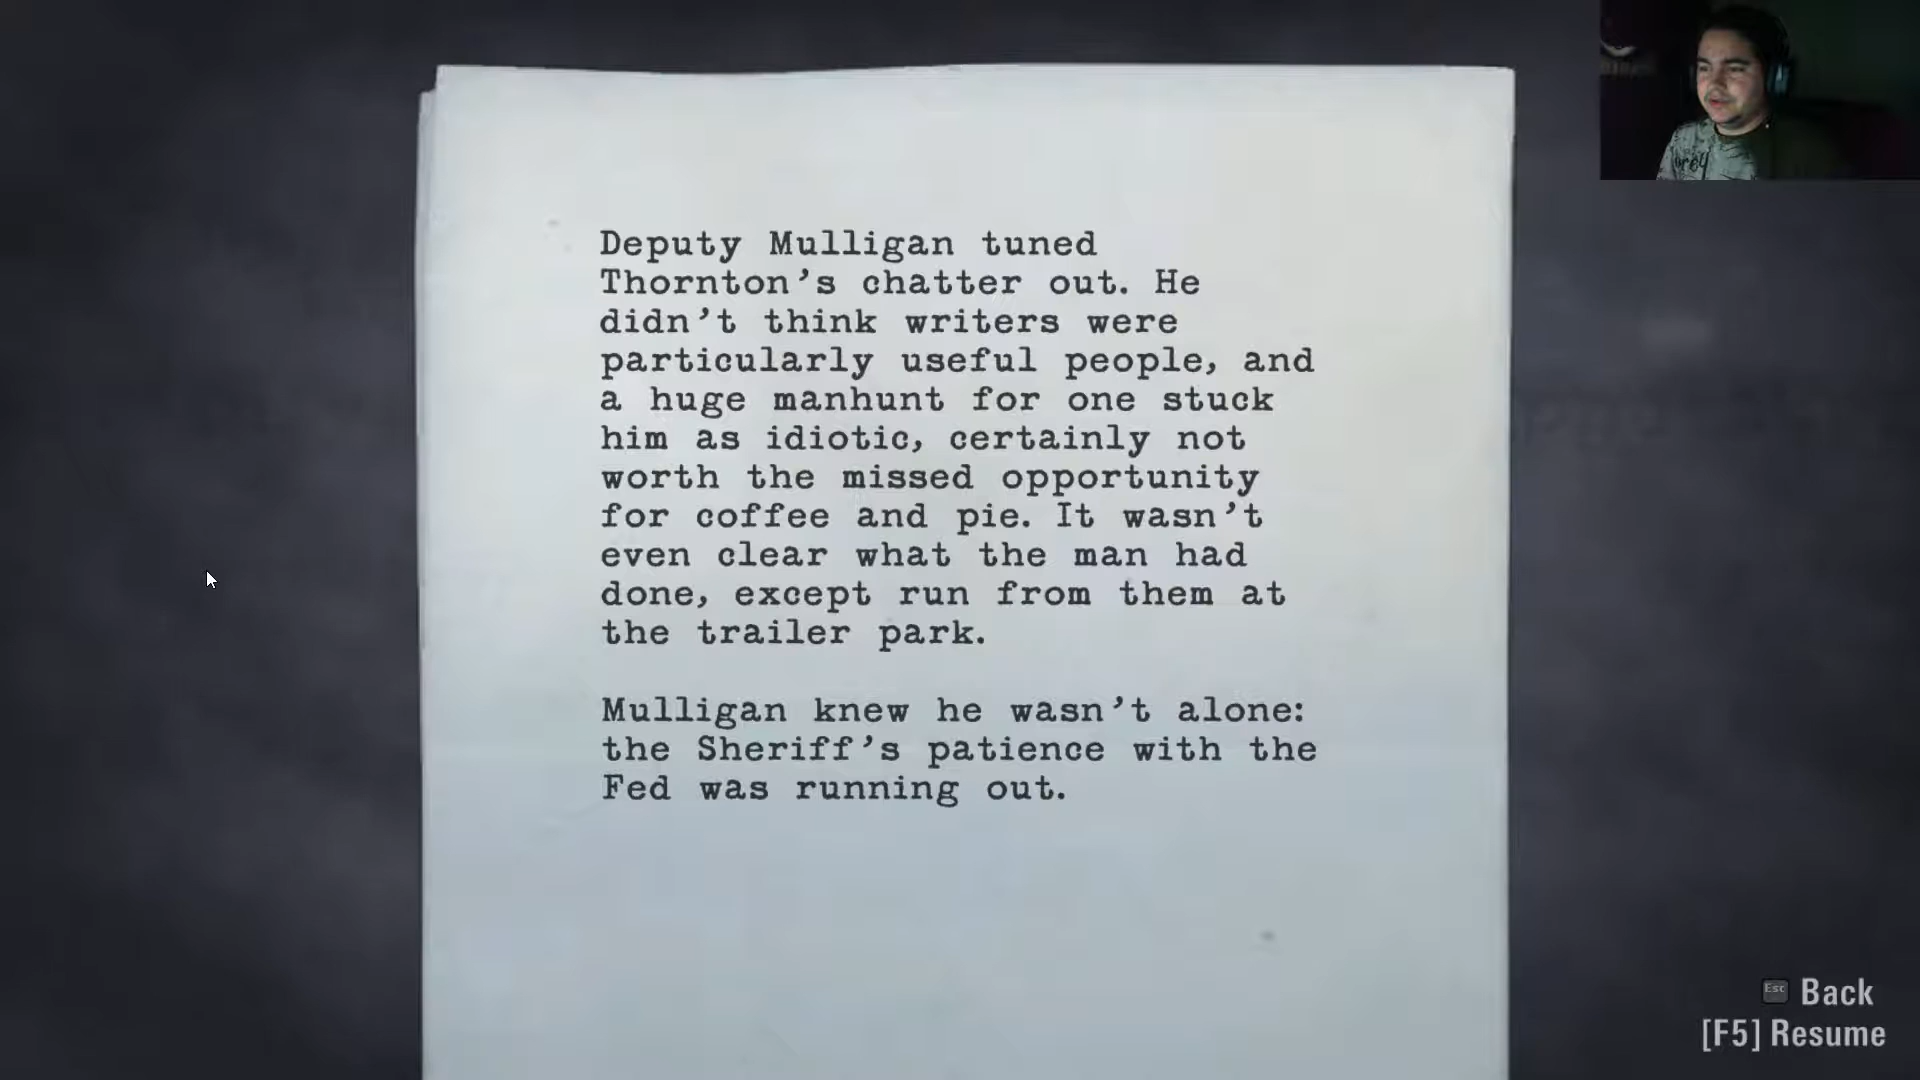 Deputy Mulligan tuned
Thornton's chatter out. He
didn't think writers were
particularly useful people, and
a huge manhunt for one stuck
him as idiotic, certainly not
worth the missed opportunity
for coffee and pie. It wasn't
even clear what the man had
done, except run from them at
the trailer park.
Mulligan knew he wasn't alone:
the Sheriff's patience with the
Fed was running out.
Esc Back
[F5] Resume